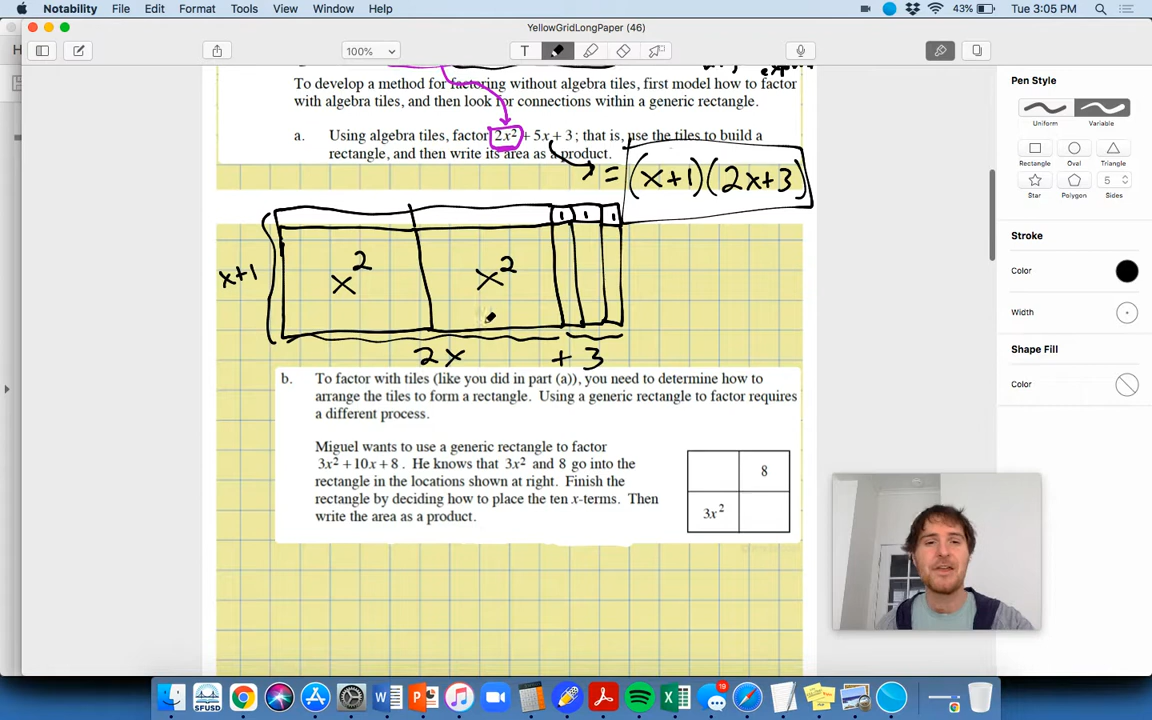 Notability File Edit Format Tools View Window Help 43% Tue 3:05 PM
YellowGridLongPaper (46)
100% T
Pen Style
Uniform Variable
To develop a method for factoring without algebra tiles, first model how to factor
with algebra tiles, and then look for connections within a generic rectangle.
a. Using algebra tiles, factor 2x² + 5x + 3; that is, use the tiles to build a
rectangle, and then write its area as a product.
= (x+1)(2x+3)
Rectangle Oval Triangle
5
Star Polygon Sides
1 1 1
x+1 x² x²
2x + 3
Stroke
Color
Width
Shape Fill
Color
b. To factor with tiles (like you did in part (a)), you need to determine how to
arrange the tiles to form a rectangle. Using a generic rectangle to factor requires
a different process.
Miguel wants to use a generic rectangle to factor
3x² + 10x + 8. He knows that 3x² and 8 go into the
rectangle in the locations shown at right. Finish the
rectangle by deciding how to place the ten x-terms. Then
write the area as a product.
8
3x²
SFUSD
19